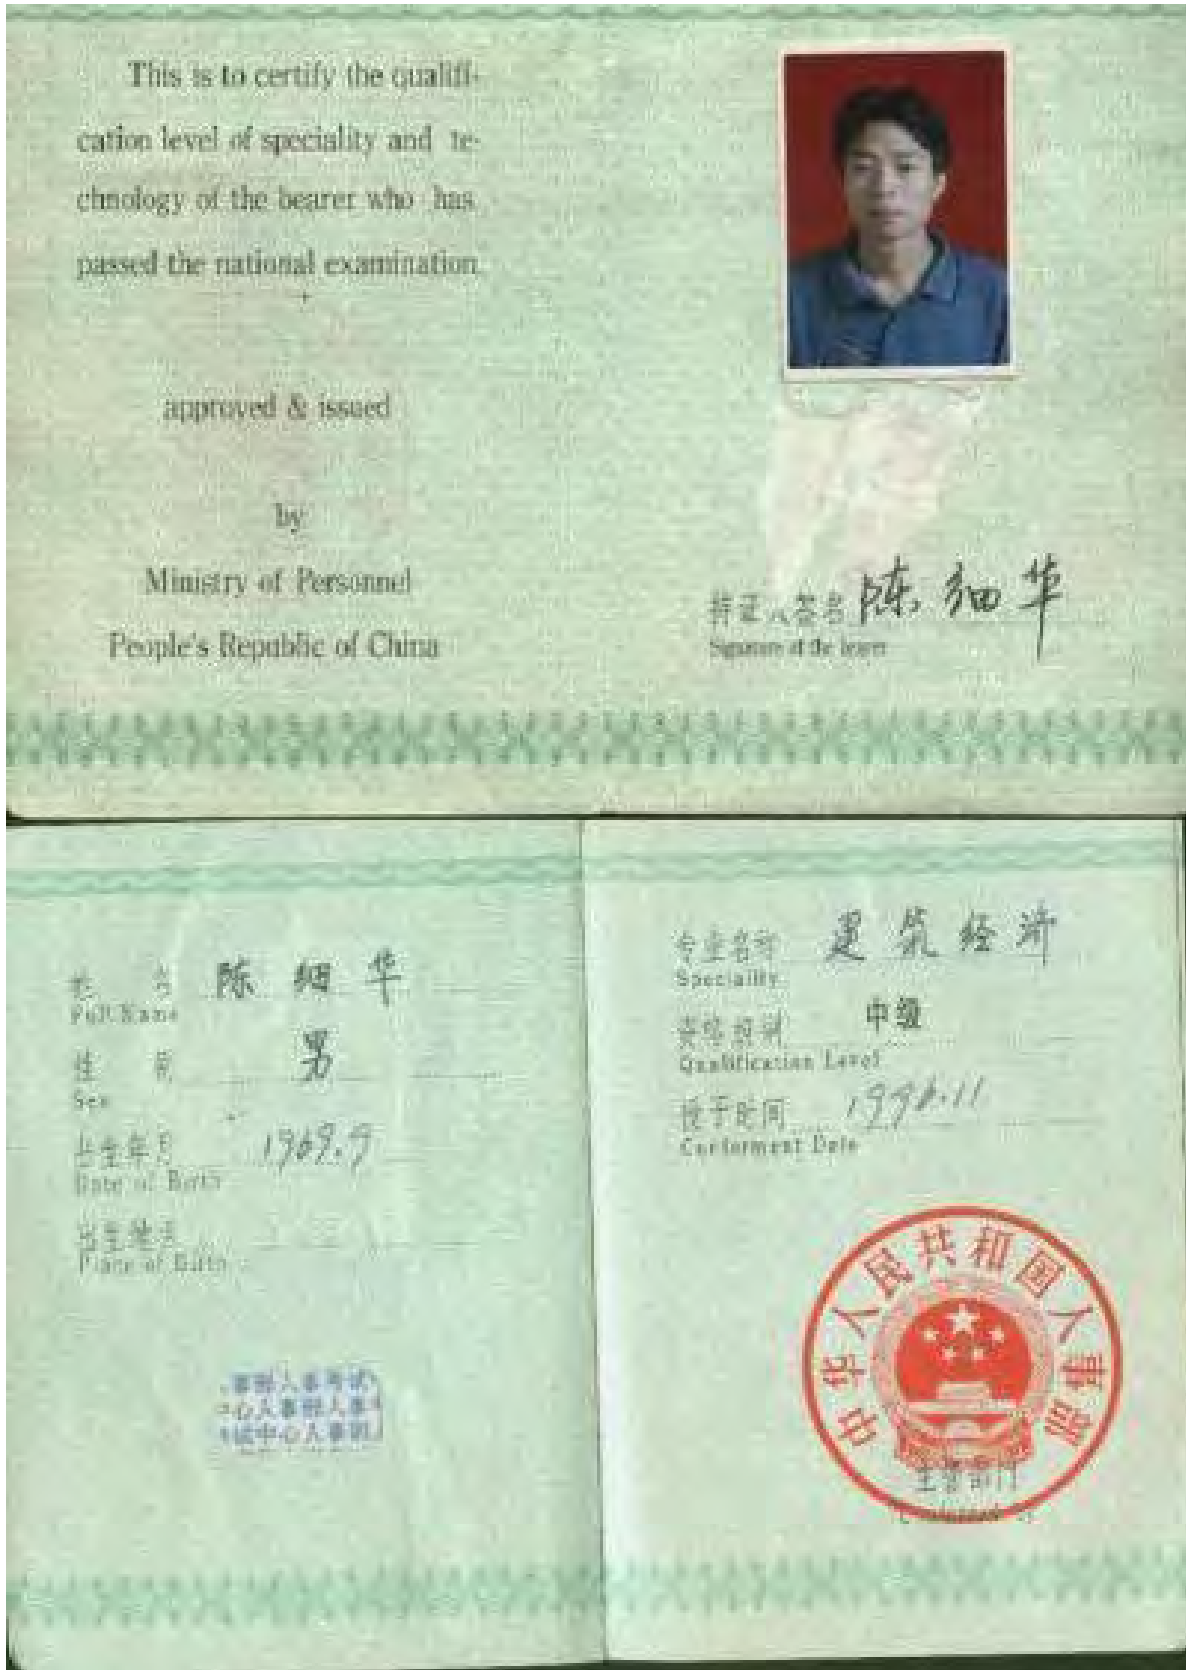 This is to certify the qualifi-
cation level of speciality and te-
chnology of the bearer who has
passed the national examination
approved & issued
by
Ministry of Personnel
People's Republic of China
持证人签名 陈细华
Signature of the bearer
姓 名 陈细华
Full Name
性 别 男
Sex
出生年月 1969.9
Date of Birth
出生地点
Place of Birth
专业名称 建筑经济
Speciality
资格级别 中级
Qualification Level
授予时间 11
Conferment Date
中华人民共和国人事部
主管部门